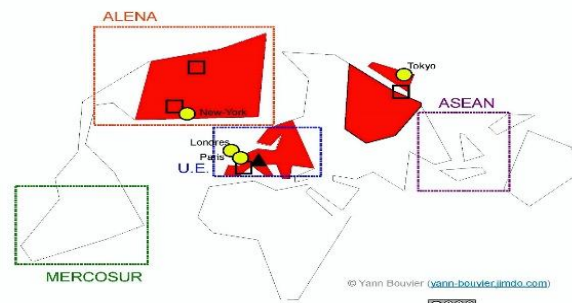 ALENA
Tokyo
New-York
ASEAN
Londres
Paris
U.E.
MERCOSUR
© Yann Bouvier (yann-bouvier.jimdo.com)